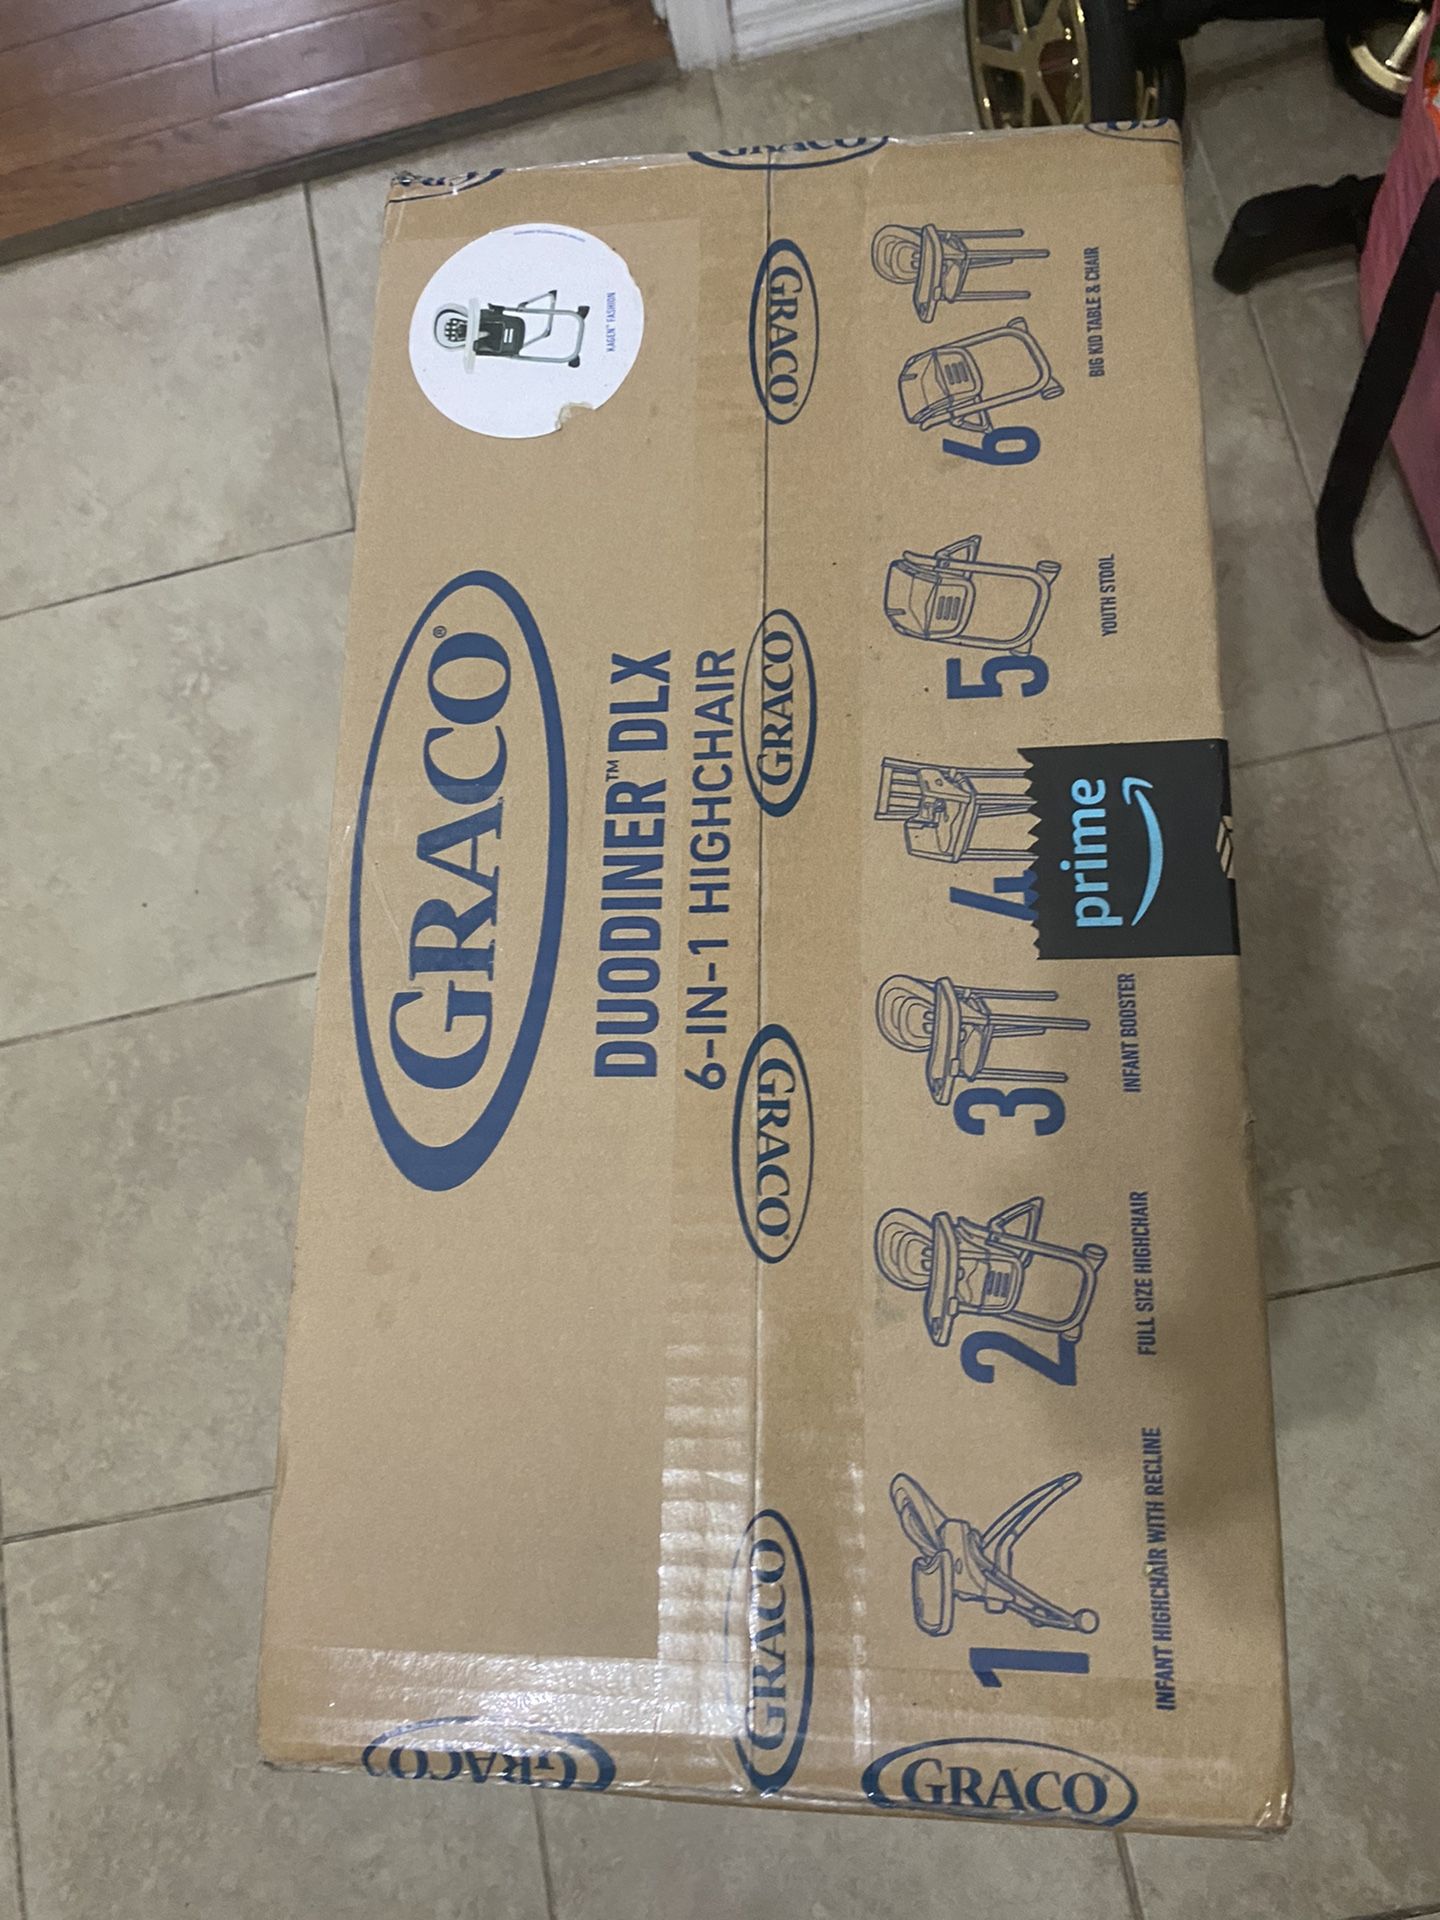 GRACO®
DUODINER™ DLX
6-IN-1 HIGHCHAIR
KAGEN™ FASHION
GRACO
GRACO
GRACO
GRACO
1
INFANT HIGHCHAIR WITH RECLINE
2
FULL SIZE HIGHCHAIR
3
INFANT BOOSTER
4
prime
5
YOUTH STOOL
6
BIG KID TABLE & CHAIR
GRACO
GRACO
GRACO